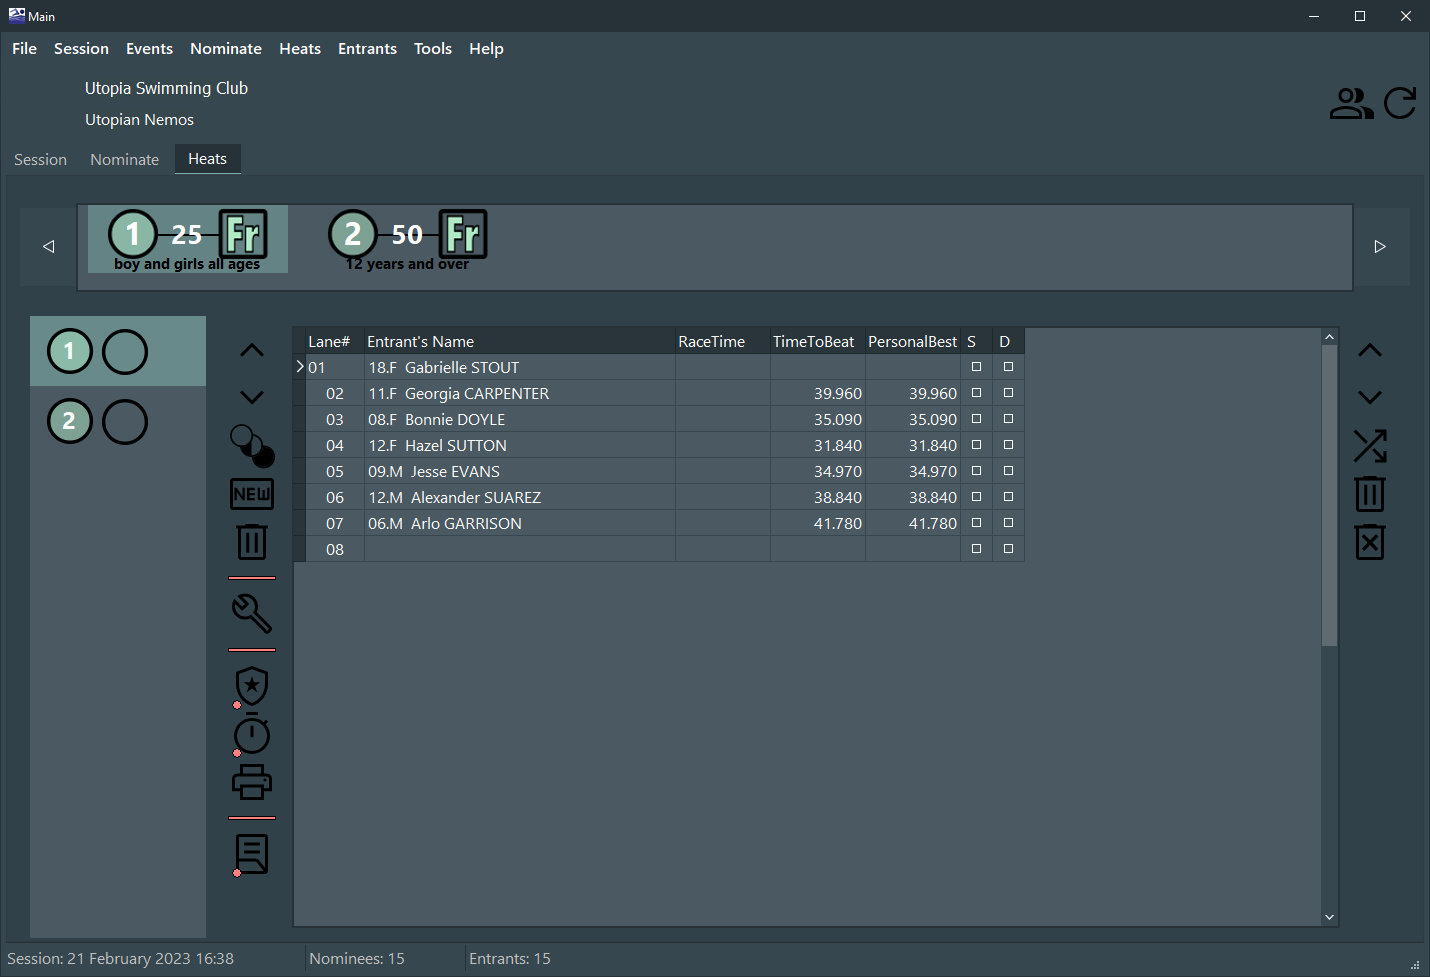 Main
File Session Events Nominate Heats Entrants Tools Help
Utopia Swimming Club
Utopian Nemos
Session Nominate Heats
1 25 Fr
boy and girls all ages
2 50 Fr
12 years and over
1
2
NEW
Lane# Entrant's Name RaceTime TimeToBeat PersonalBest S D
01 18.F Gabrielle STOUT
02 11.F Georgia CARPENTER 39.960 39.960
03 08.F Bonnie DOYLE 35.090 35.090
04 12.F Hazel SUTTON 31.840 31.840
05 09.M Jesse EVANS 34.970 34.970
06 12.M Alexander SUAREZ 38.840 38.840
07 06.M Arlo GARRISON 41.780 41.780
08
Session: 21 February 2023 16:38 Nominees: 15 Entrants: 15